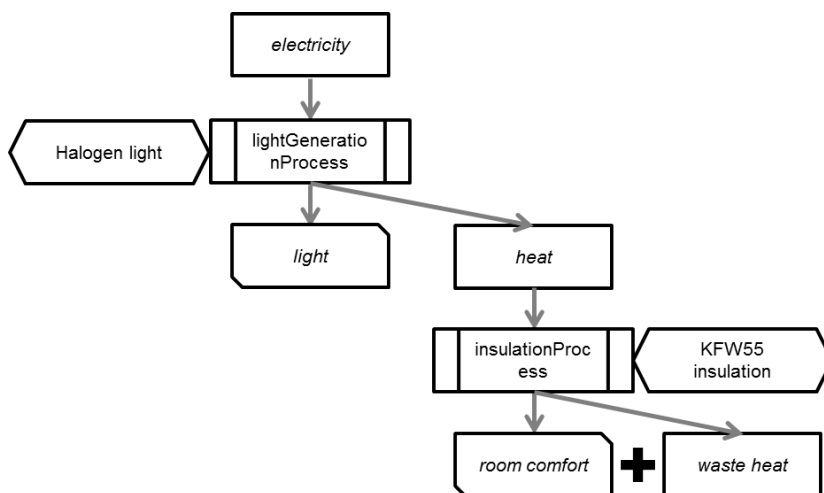 electricity
Halogen light
lightGeneratio
nProcess
light
heat
insulationProc
ess
KFW55
insulation
room comfort
waste heat